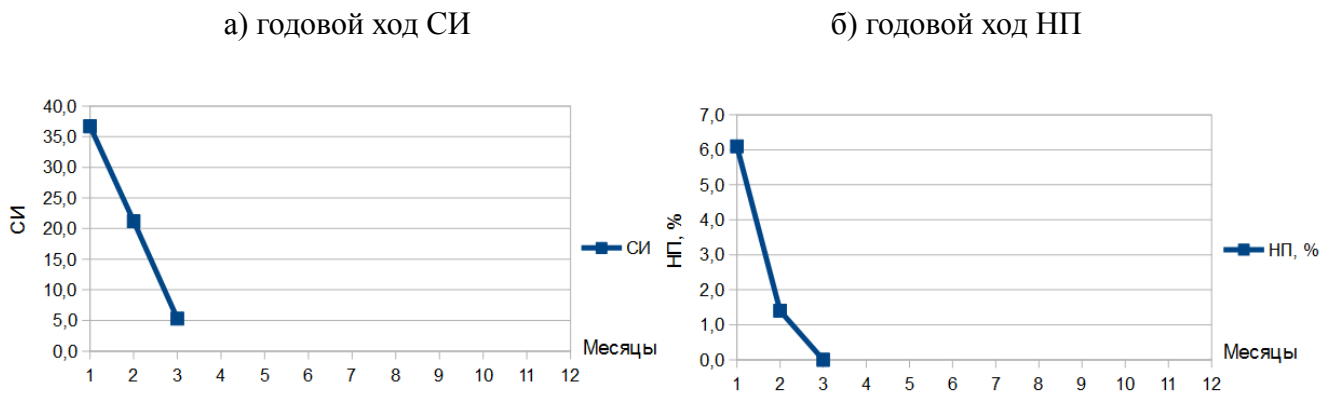 а) годовой ход СИ
б) годовой ход НП
40,0
35,0
30,0
25,0
20,0
15,0
10,0
5,0
0,0
СИ
1 2 3 4 5 6 7 8 9 10 11 12
Месяцы
СИ
7,0
6,0
5,0
4,0
3,0
2,0
1,0
0,0
НП, %
1 2 3 4 5 6 7 8 9 10 11 12
Месяцы
НП, %